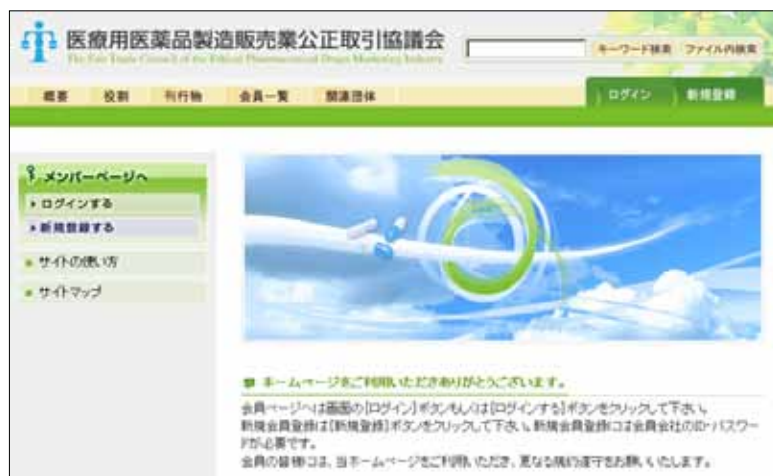 医療用医薬品製造販売業公正取引協議会
The Fair Trade Council of the Ethical Pharmaceutical Drugs Marketing Industry
キーワード検索 ファイル内検索
概要 役割 刊行物 会員一覧 関連団体 ログイン 新規登録
メンバーページへ
ログインする
新規登録する
サイトの使い方
サイトマップ
ホームページをご利用いただきありがとうございます。
会員ページへは画面の[ログイン]ボタンもしくは[ログインする]ボタンをクリックして下さい。
新規会員登録は[新規登録]ボタンをクリックして下さい。新規会員登録には会員会社のID・パスワー
ドが必要です。
会員の皆様には、当ホームページをご利用いただき、更なる規約遵守をお願いいたします。